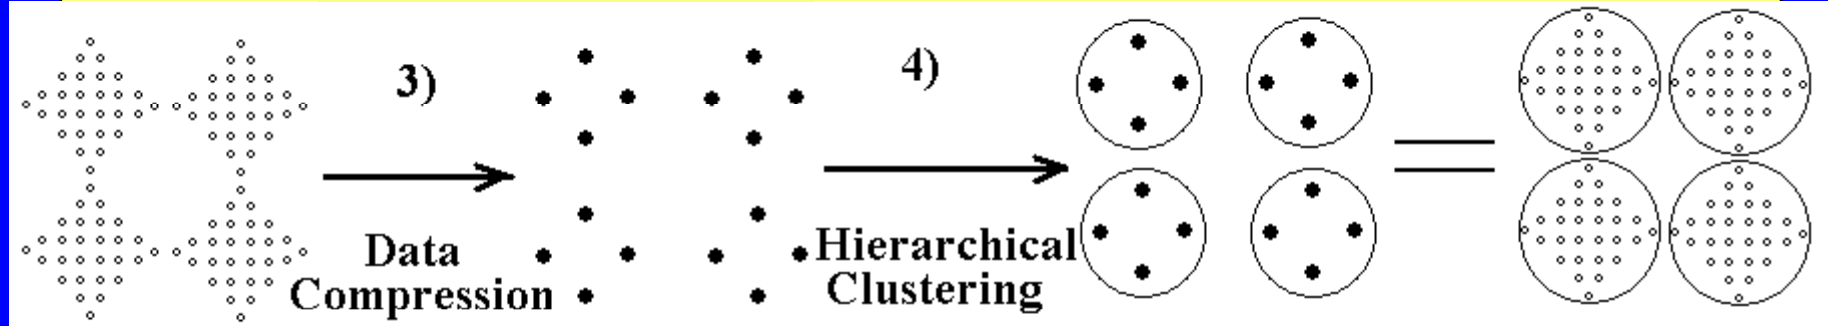 3)
4)
Data
Compression
Hierarchical
Clustering